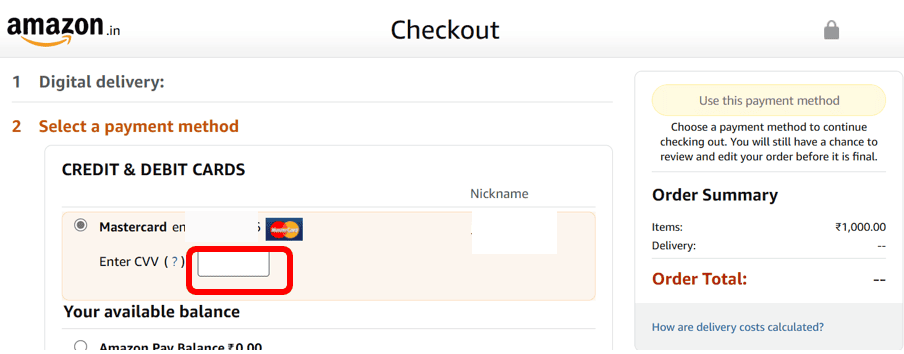 amazon.in
Checkout
1 Digital delivery:
2 Select a payment method
CREDIT & DEBIT CARDS
Nickname
Mastercard
MasterCard
Enter CVV ( ? )
Your available balance
Amazon Pay Balance ₹0.00
Use this payment method
Choose a payment method to continue
checking out. You will still have a chance to
review and edit your order before it is final.
Order Summary
Items: ₹1,000.00
Delivery: --
Order Total: --
How are delivery costs calculated?